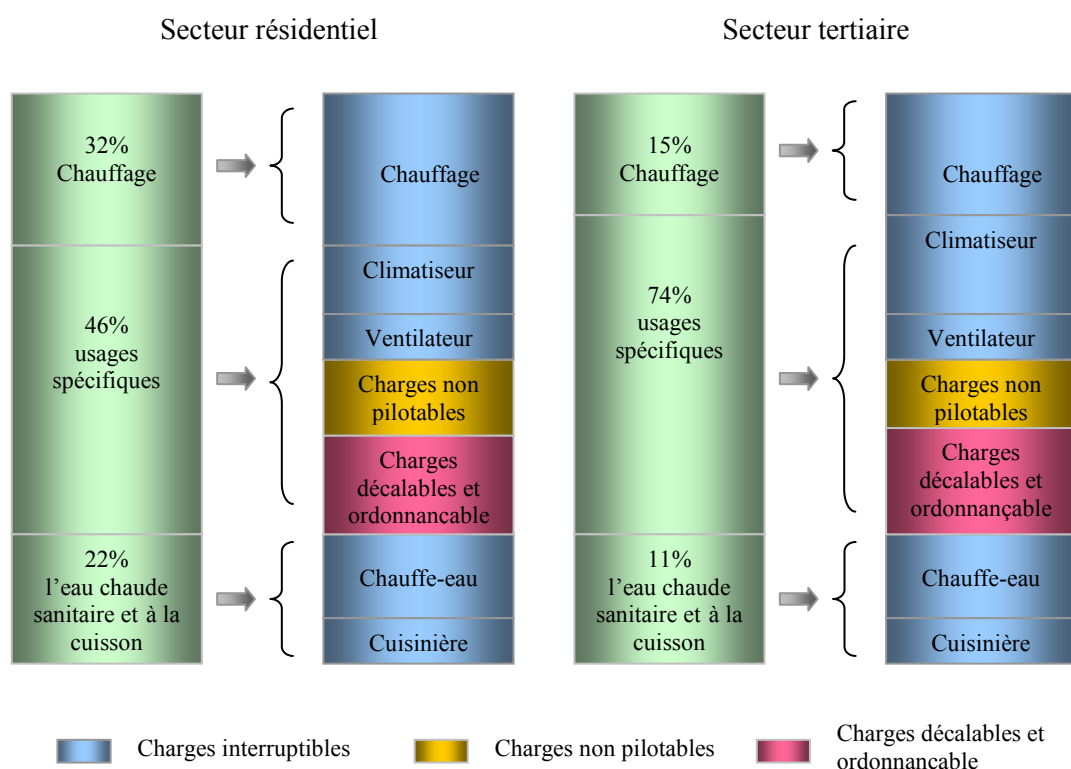 Secteur résidentiel
32%
Chauffage
46%
usages
spécifiques
22%
l'eau chaude
sanitaire et à la
cuisson
Chauffage
Climatiseur
Ventilateur
Charges non
pilotables
Charges
décalables et
ordonnancable
Chauffe-eau
Cuisinière
Secteur tertiaire
15%
Chauffage
74%
usages
spécifiques
11%
l'eau chaude
sanitaire et à la
cuisson
Chauffage
Climatiseur
Ventilateur
Charges non
pilotables
Charges
décalables et
ordonnançable
Chauffe-eau
Cuisinière
Charges interruptibles
Charges non pilotables
Charges décalables et
ordonnancable